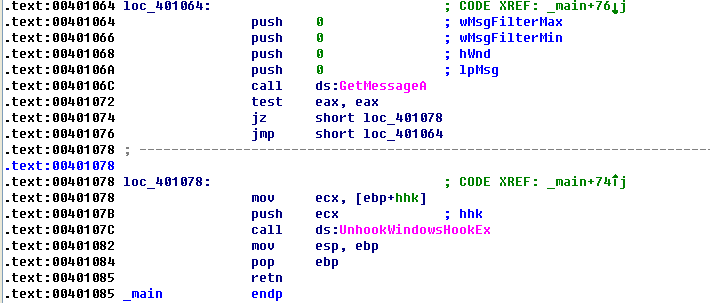 .text:00401064 loc_401064: ; CODE XREF: _main+76↓j
.text:00401064 push 0 ; wMsgFilterMax
.text:00401066 push 0 ; wMsgFilterMin
.text:00401068 push 0 ; hWnd
.text:0040106A push 0 ; lpMsg
.text:0040106C call ds:GetMessageA
.text:00401072 test eax, eax
.text:00401074 jz short loc_401078
.text:00401076 jmp short loc_401064
.text:00401078 ; ---------------------------------------------------------------------------
.text:00401078
.text:00401078 loc_401078: ; CODE XREF: _main+74↑j
.text:00401078 mov ecx, [ebp+hhk]
.text:0040107B push ecx ; hhk
.text:0040107C call ds:UnhookWindowsHookEx
.text:00401082 mov esp, ebp
.text:00401084 pop ebp
.text:00401085 retn
.text:00401085 _main endp